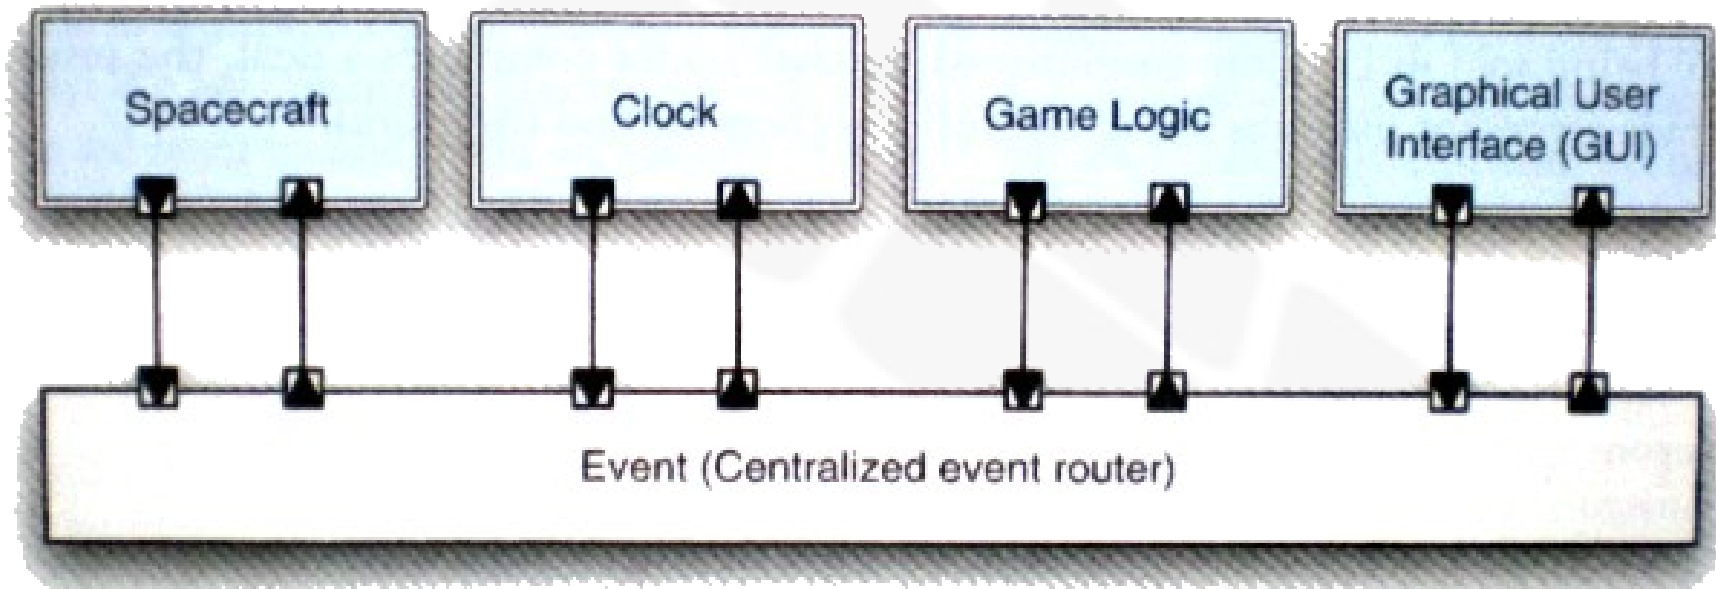 Spacecraft
Clock
Game Logic
Graphical User
Interface (GUI)
Event (Centralized event router)